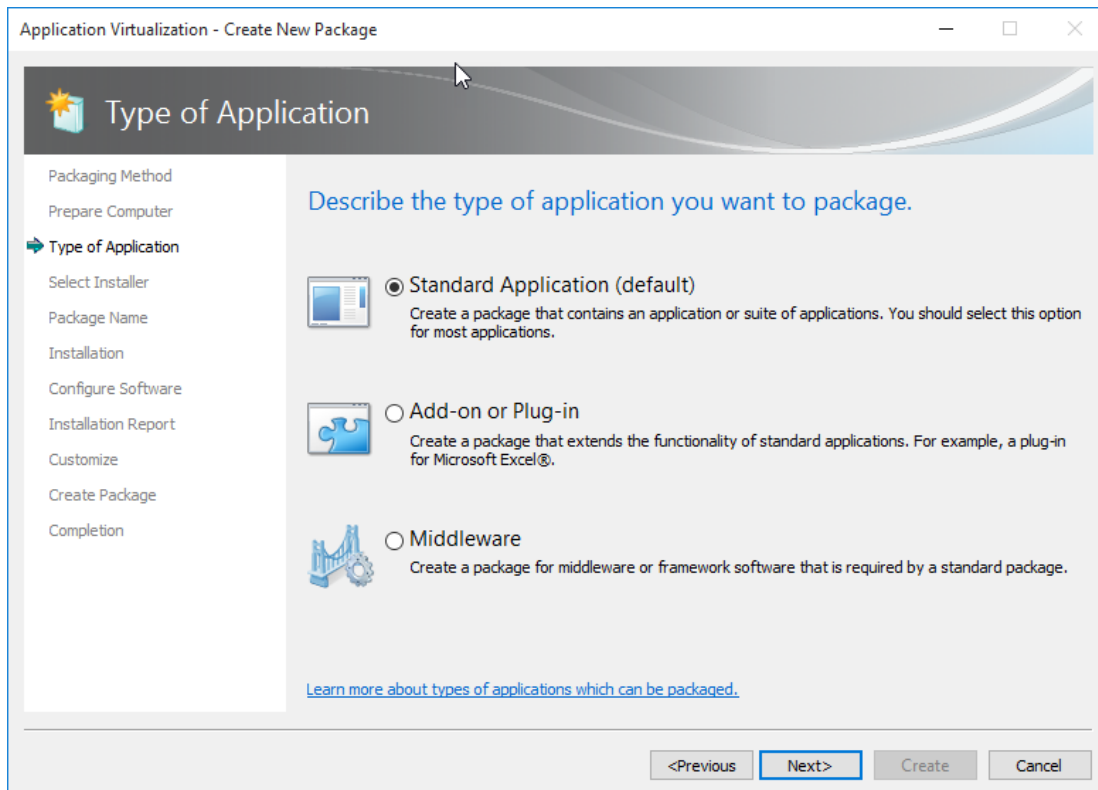 Application Virtualization - Create New Package
Type of Application
Packaging Method
Prepare Computer
Type of Application
Select Installer
Package Name
Installation
Configure Software
Installation Report
Customize
Create Package
Completion
Describe the type of application you want to package.
Standard Application (default)
Create a package that contains an application or suite of applications. You should select this option
for most applications.
Add-on or Plug-in
Create a package that extends the functionality of standard applications. For example, a plug-in
for Microsoft Excel®.
Middleware
Create a package for middleware or framework software that is required by a standard package.
Learn more about types of applications which can be packaged.
<Previous
Next>
Create
Cancel